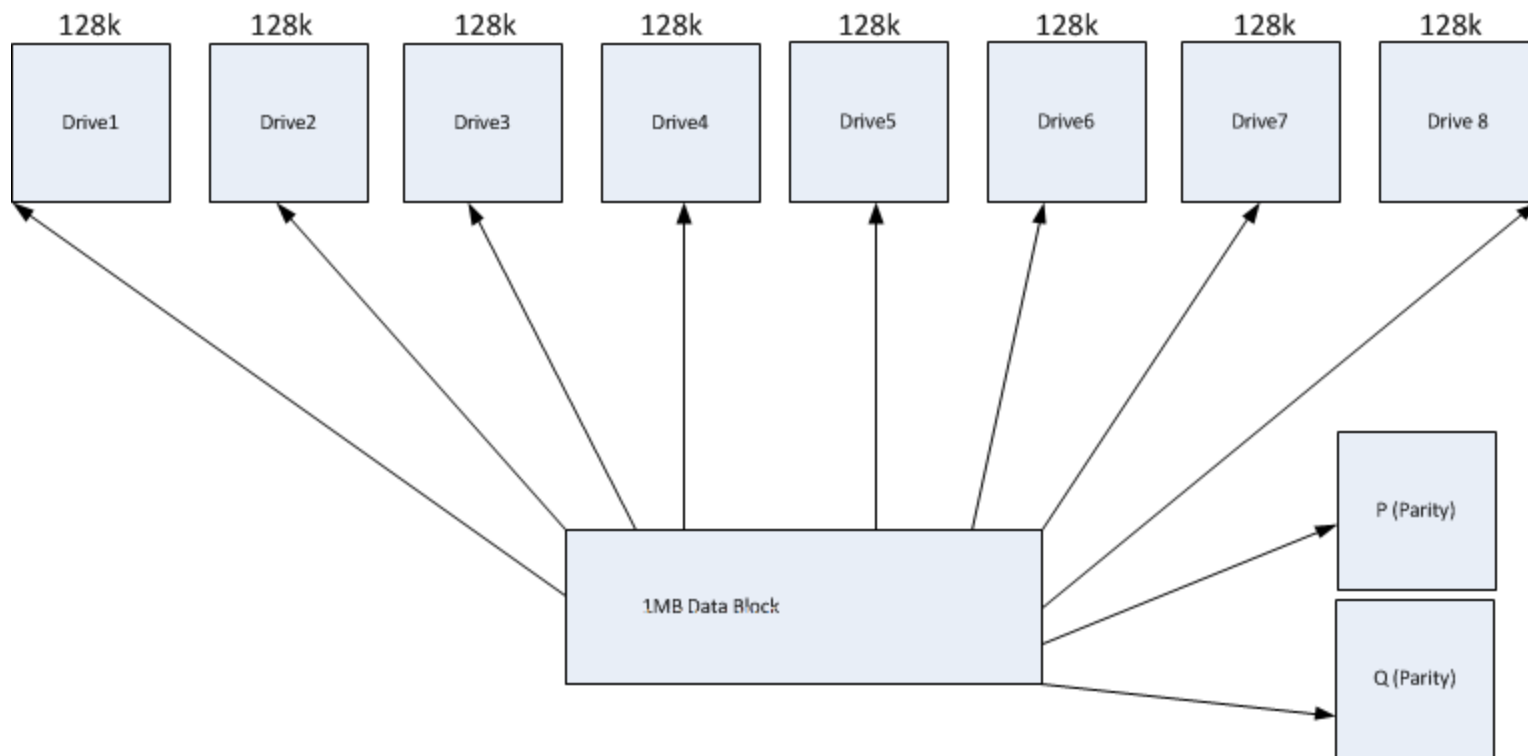 128k 128k 128k 128k 128k 128k 128k 128k
Drive1 Drive2 Drive3 Drive4 Drive5 Drive6 Drive7 Drive 8
P (Parity)
1MB Data Block
Q (Parity)